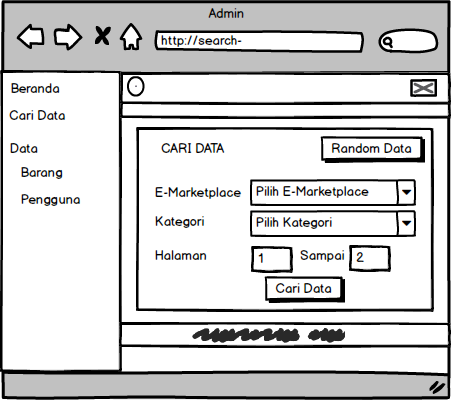 Admin
http://search-
Beranda
Cari Data
Data
Barang
Pengguna
CARI DATA
Random Data
E-Marketplace Pilih E-Marketplace
Kategori Pilih Kategori
Halaman 1 Sampai 2
Cari Data